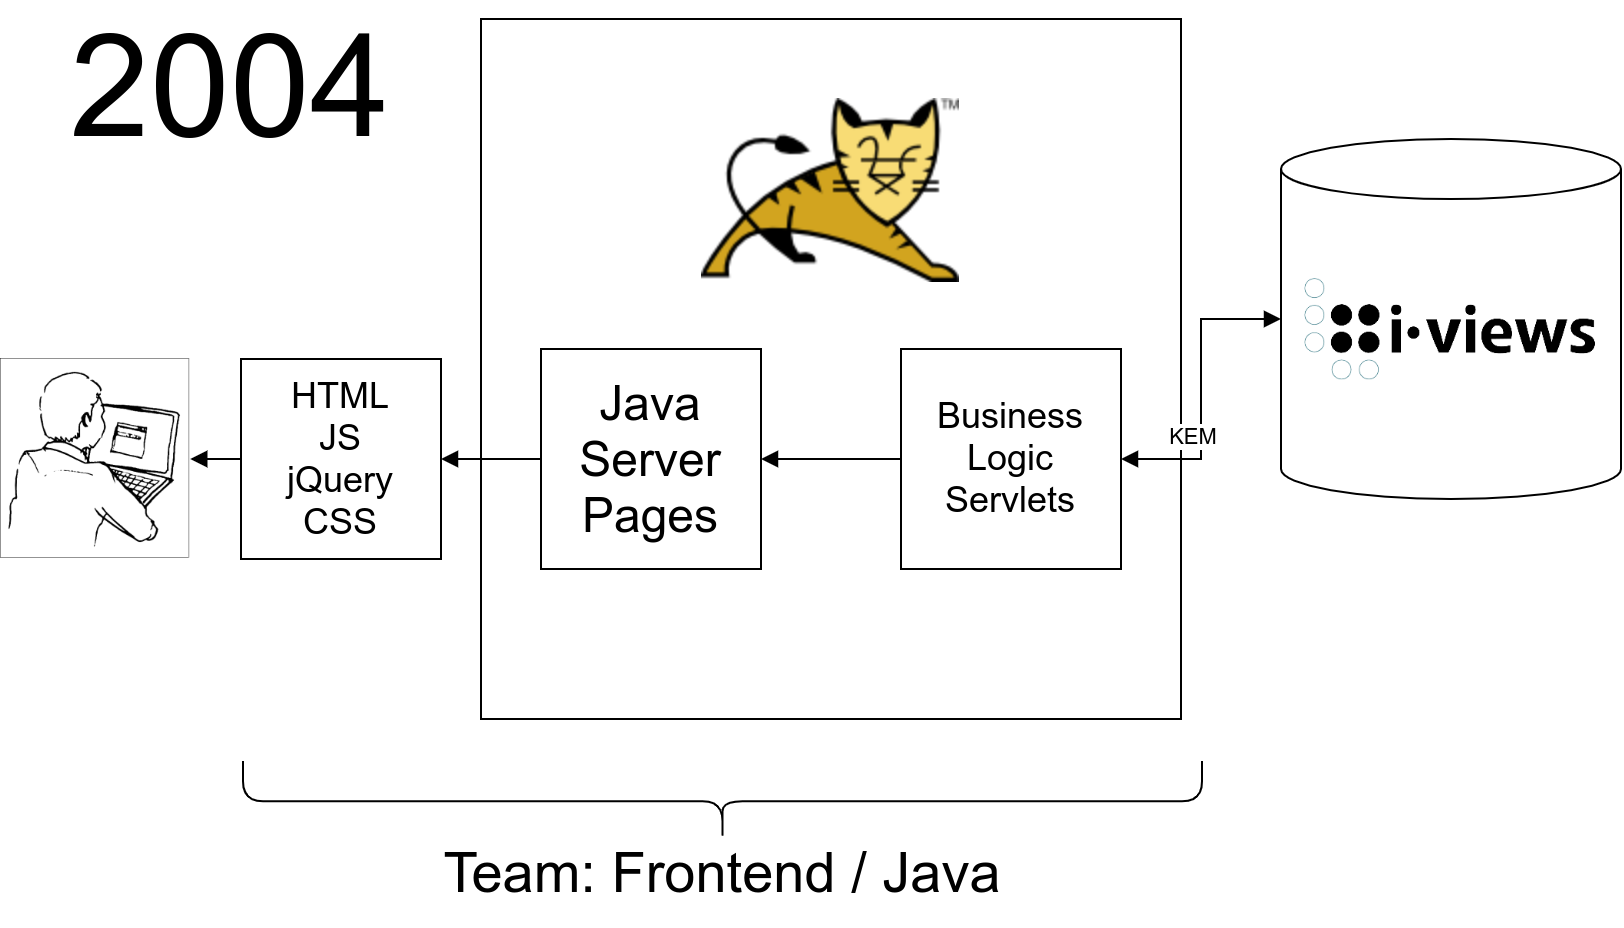 2004
TM
i·views
HTML
JS
jQuery
CSS
Java
Server
Pages
Business
Logic
Servlets
KEM
Team: Frontend / Java